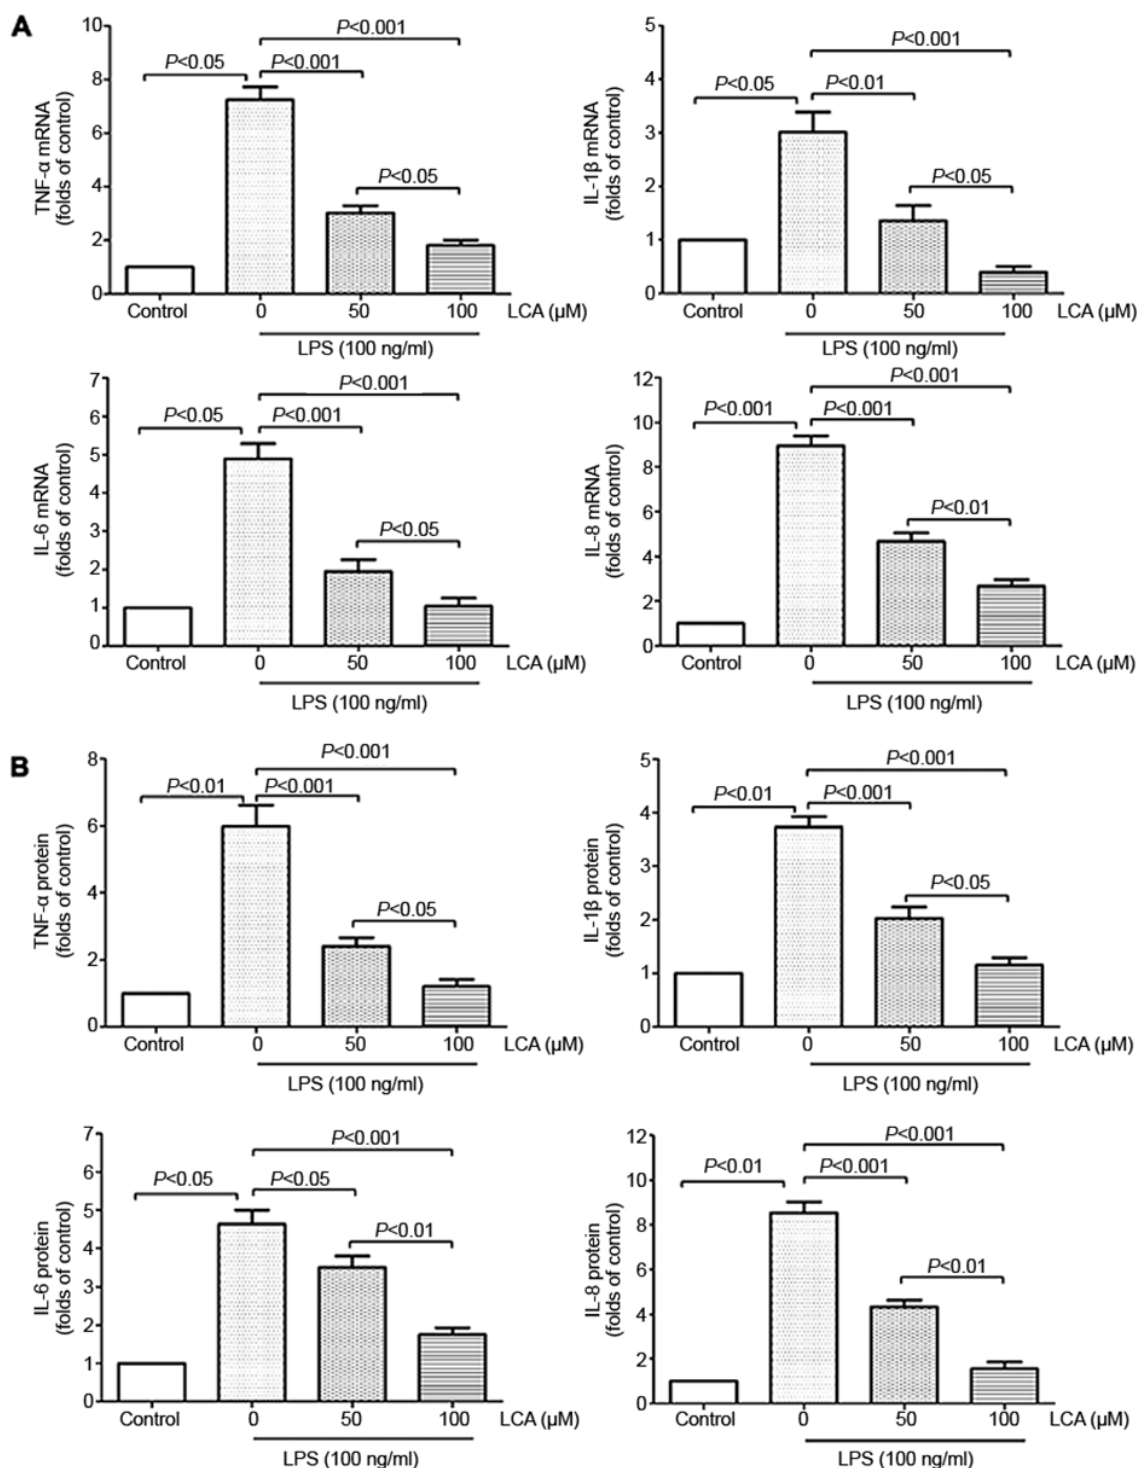 A
TNF-α mRNA
(folds of control)
10
8
6
4
2
0
P<0.001
P<0.05
P<0.001
P<0.05
Control
0
50
100
LCA (μM)
LPS (100 ng/ml)
IL-1β mRNA
(folds of control)
5
4
3
2
1
0
P<0.001
P<0.05
P<0.01
P<0.05
Control
0
50
100
LCA (μM)
LPS (100 ng/ml)
IL-6 mRNA
(folds of control)
7
6
5
4
3
2
1
0
P<0.001
P<0.05
P<0.001
P<0.05
Control
0
50
100
LCA (μM)
LPS (100 ng/ml)
IL-8 mRNA
(folds of control)
12
10
8
6
4
2
0
P<0.001
P<0.001
P<0.001
P<0.01
Control
0
50
100
LCA (μM)
LPS (100 ng/ml)
B
TNF-α protein
(folds of control)
8
6
4
2
0
P<0.001
P<0.01
P<0.001
P<0.05
Control
0
50
100
LCA (μM)
LPS (100 ng/ml)
IL-1β protein
(folds of control)
5
4
3
2
1
0
P<0.001
P<0.01
P<0.001
P<0.05
Control
0
50
100
LCA (μM)
LPS (100 ng/ml)
IL-6 protein
(folds of control)
7
6
5
4
3
2
1
0
P<0.001
P<0.05
P<0.05
P<0.01
Control
0
50
100
LCA (μM)
LPS (100 ng/ml)
IL-8 protein
(folds of control)
12
10
8
6
4
2
0
P<0.001
P<0.01
P<0.001
P<0.01
Control
0
50
100
LCA (μM)
LPS (100 ng/ml)